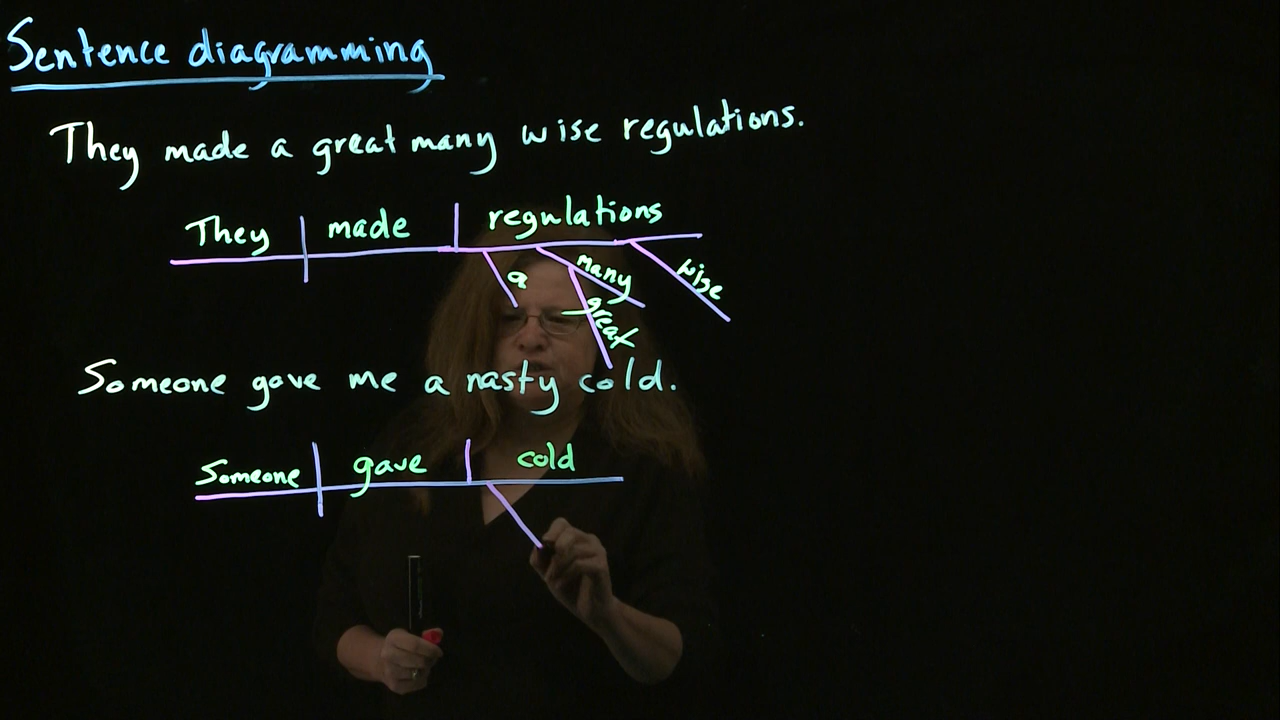 Sentence diagramming
They made a great many wise regulations.
They made regulations
a many wise
great
Someone gave me a nasty cold.
Someone gave cold